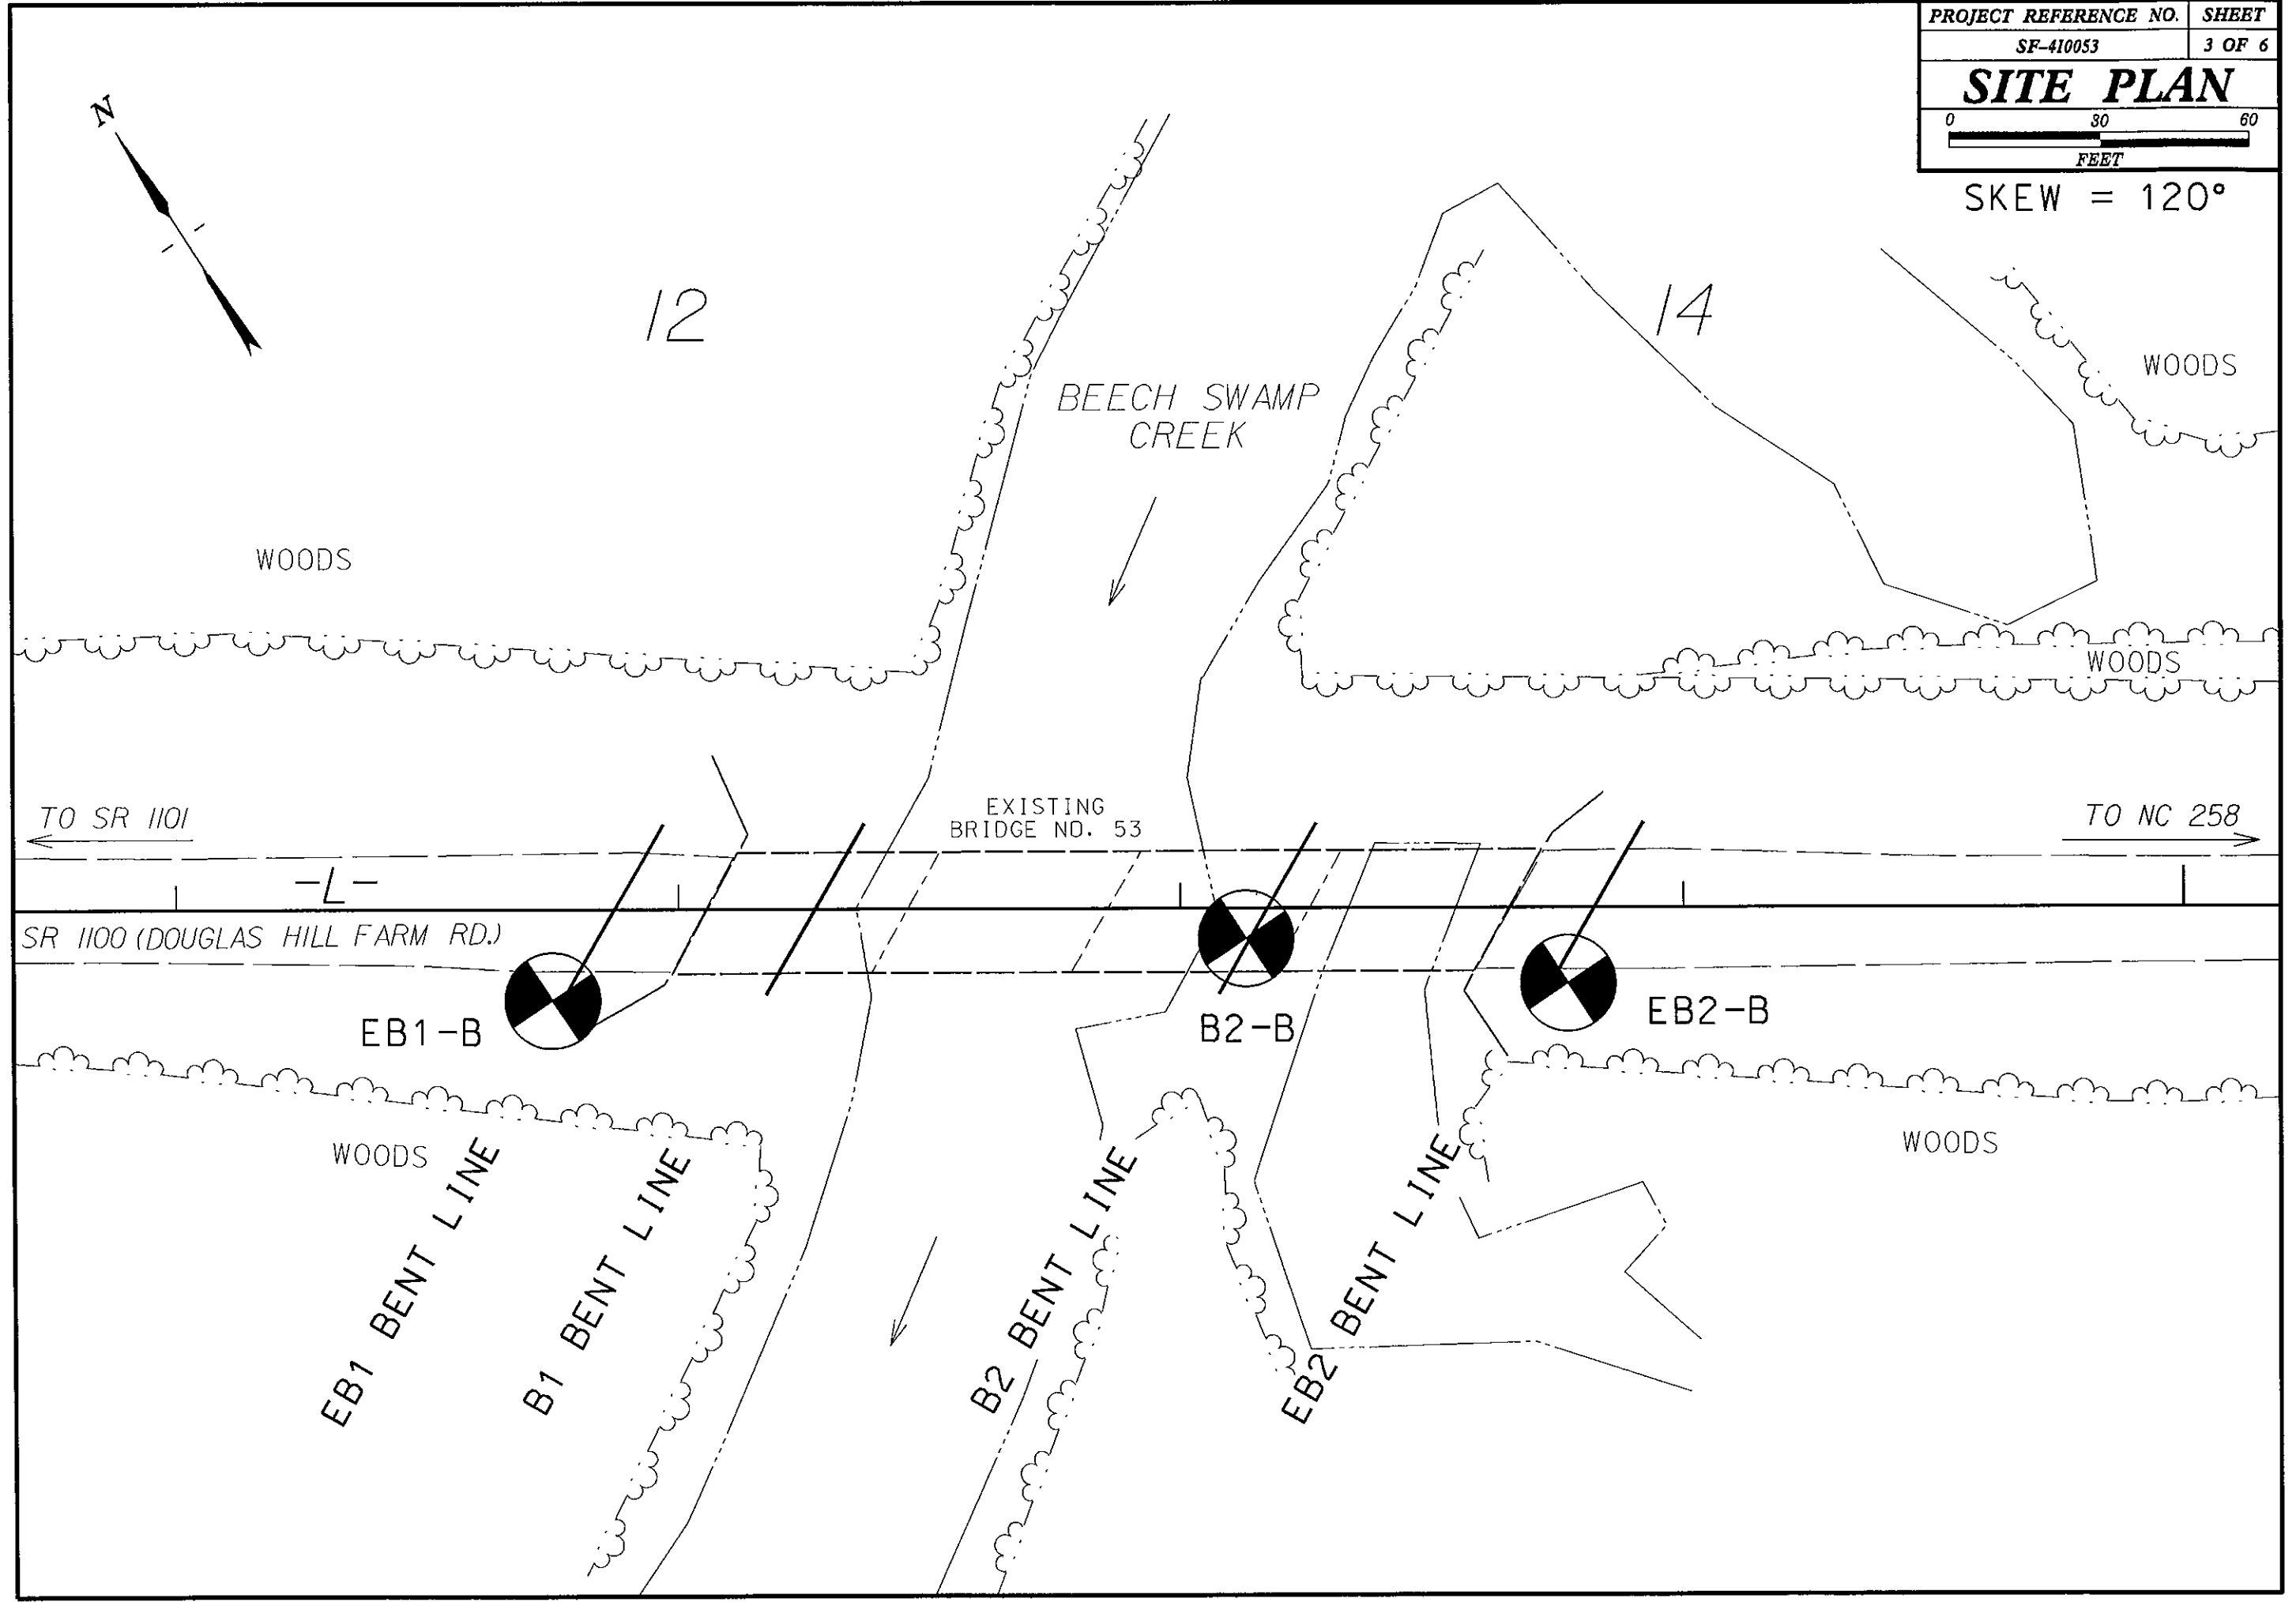 PROJECT REFERENCE NO. SHEET
SF-410053 3 OF 6
SITE PLAN
0 30 60
FEET
SKEW = 120°
N
12
14
WOODS
BEECH SWAMP
CREEK
WOODS
WOODS
EXISTING
BRIDGE NO. 53
TO SR 1101
TO NC 258
-L-
SR 1100 (DOUGLAS HILL FARM RD.)
EB1-B
B2-B
EB2-B
WOODS
WOODS
EB1 BENT LINE
B1 BENT LINE
B2 BENT LINE
EB2 BENT LINE